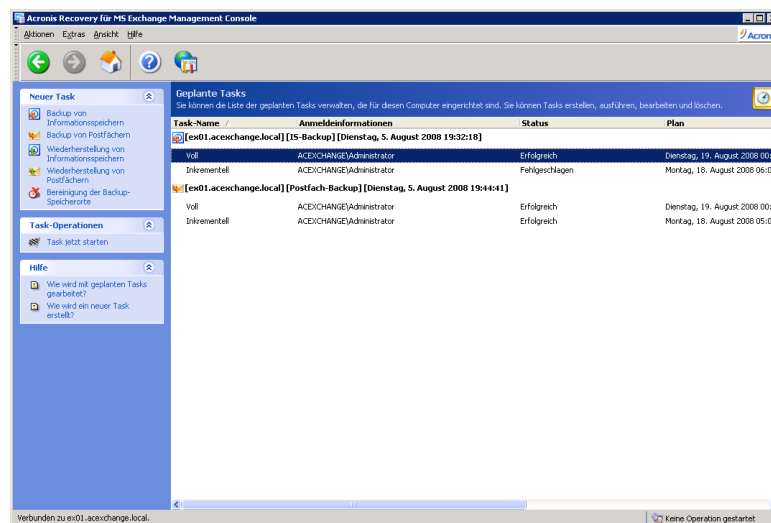 Acronis Recovery für MS Exchange Management Console
Aktionen Extras Ansicht Hilfe
Acron
Neuer Task
Backup von
Informationsspeichern
Backup von Postfächern
Wiederherstellung von
Informationsspeichern
Wiederherstellung von
Postfächern
Bereinigung der Backup-
Speicherorte
Task-Operationen
Task jetzt starten
Hilfe
Wie wird mit geplanten Tasks
gearbeitet?
Wie wird ein neuer Task
erstellt?
Geplante Tasks
Sie können die Liste der geplanten Tasks verwalten, die für diesen Computer eingerichtet sind. Sie können Tasks erstellen, ausführen, bearbeiten und löschen.
Task-Name / Anmeldeinformationen Status Plan
[ex01.acexchange.local] [IS-Backup] [Dienstag, 5. August 2008 19:32:18]
Voll ACEXCHANGE\Administrator Erfolgreich Dienstag, 19. August 2008 00:
Inkrementell ACEXCHANGE\Administrator Fehlgeschlagen Montag, 18. August 2008 06:0
[ex01.acexchange.local] [Postfach-Backup] [Dienstag, 5. August 2008 19:44:41]
Voll ACEXCHANGE\Administrator Erfolgreich Dienstag, 19. August 2008 00:
Inkrementell ACEXCHANGE\Administrator Erfolgreich Montag, 18. August 2008 05:0
Verbunden zu ex01.acexchange.local.
Keine Operation gestartet